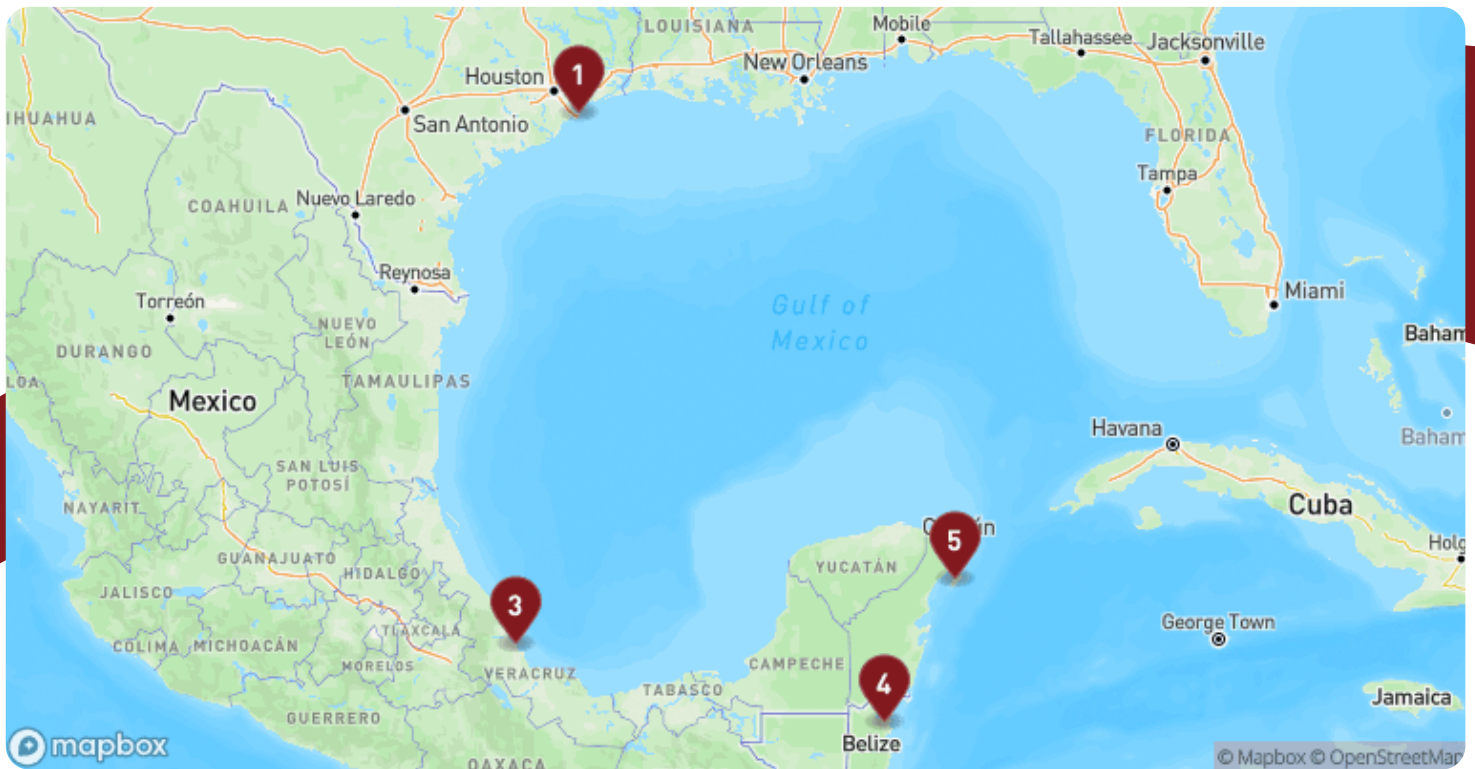 LOUISIANA
Mobile
Tallahassee
Jacksonville
Houston
1
New Orleans
IHUAHUA
San Antonio
FLORIDA
Tampa
COAHUILA
Nuevo Laredo
Reynosa
Torreón
Gulf of
Mexico
Miami
NUEVO
LEÓN
Baham
DURANGO
LOA
TAMAULIPAS
Mexico
Havana
Baham
SAN LUIS
POTOSÍ
NAYARIT
Cuba
5
Holg
GUANAJUATO
HIDALGO
YUCATÁN
JALISCO
3
TLAXCALA
George Town
COLIMA
MICHOACÁN
MORELOS
VERACRUZ
CAMPECHE
4
TABASCO
Jamaica
GUERRERO
Belize
mapbox
© Mapbox © OpenStreetMap
OAXACA